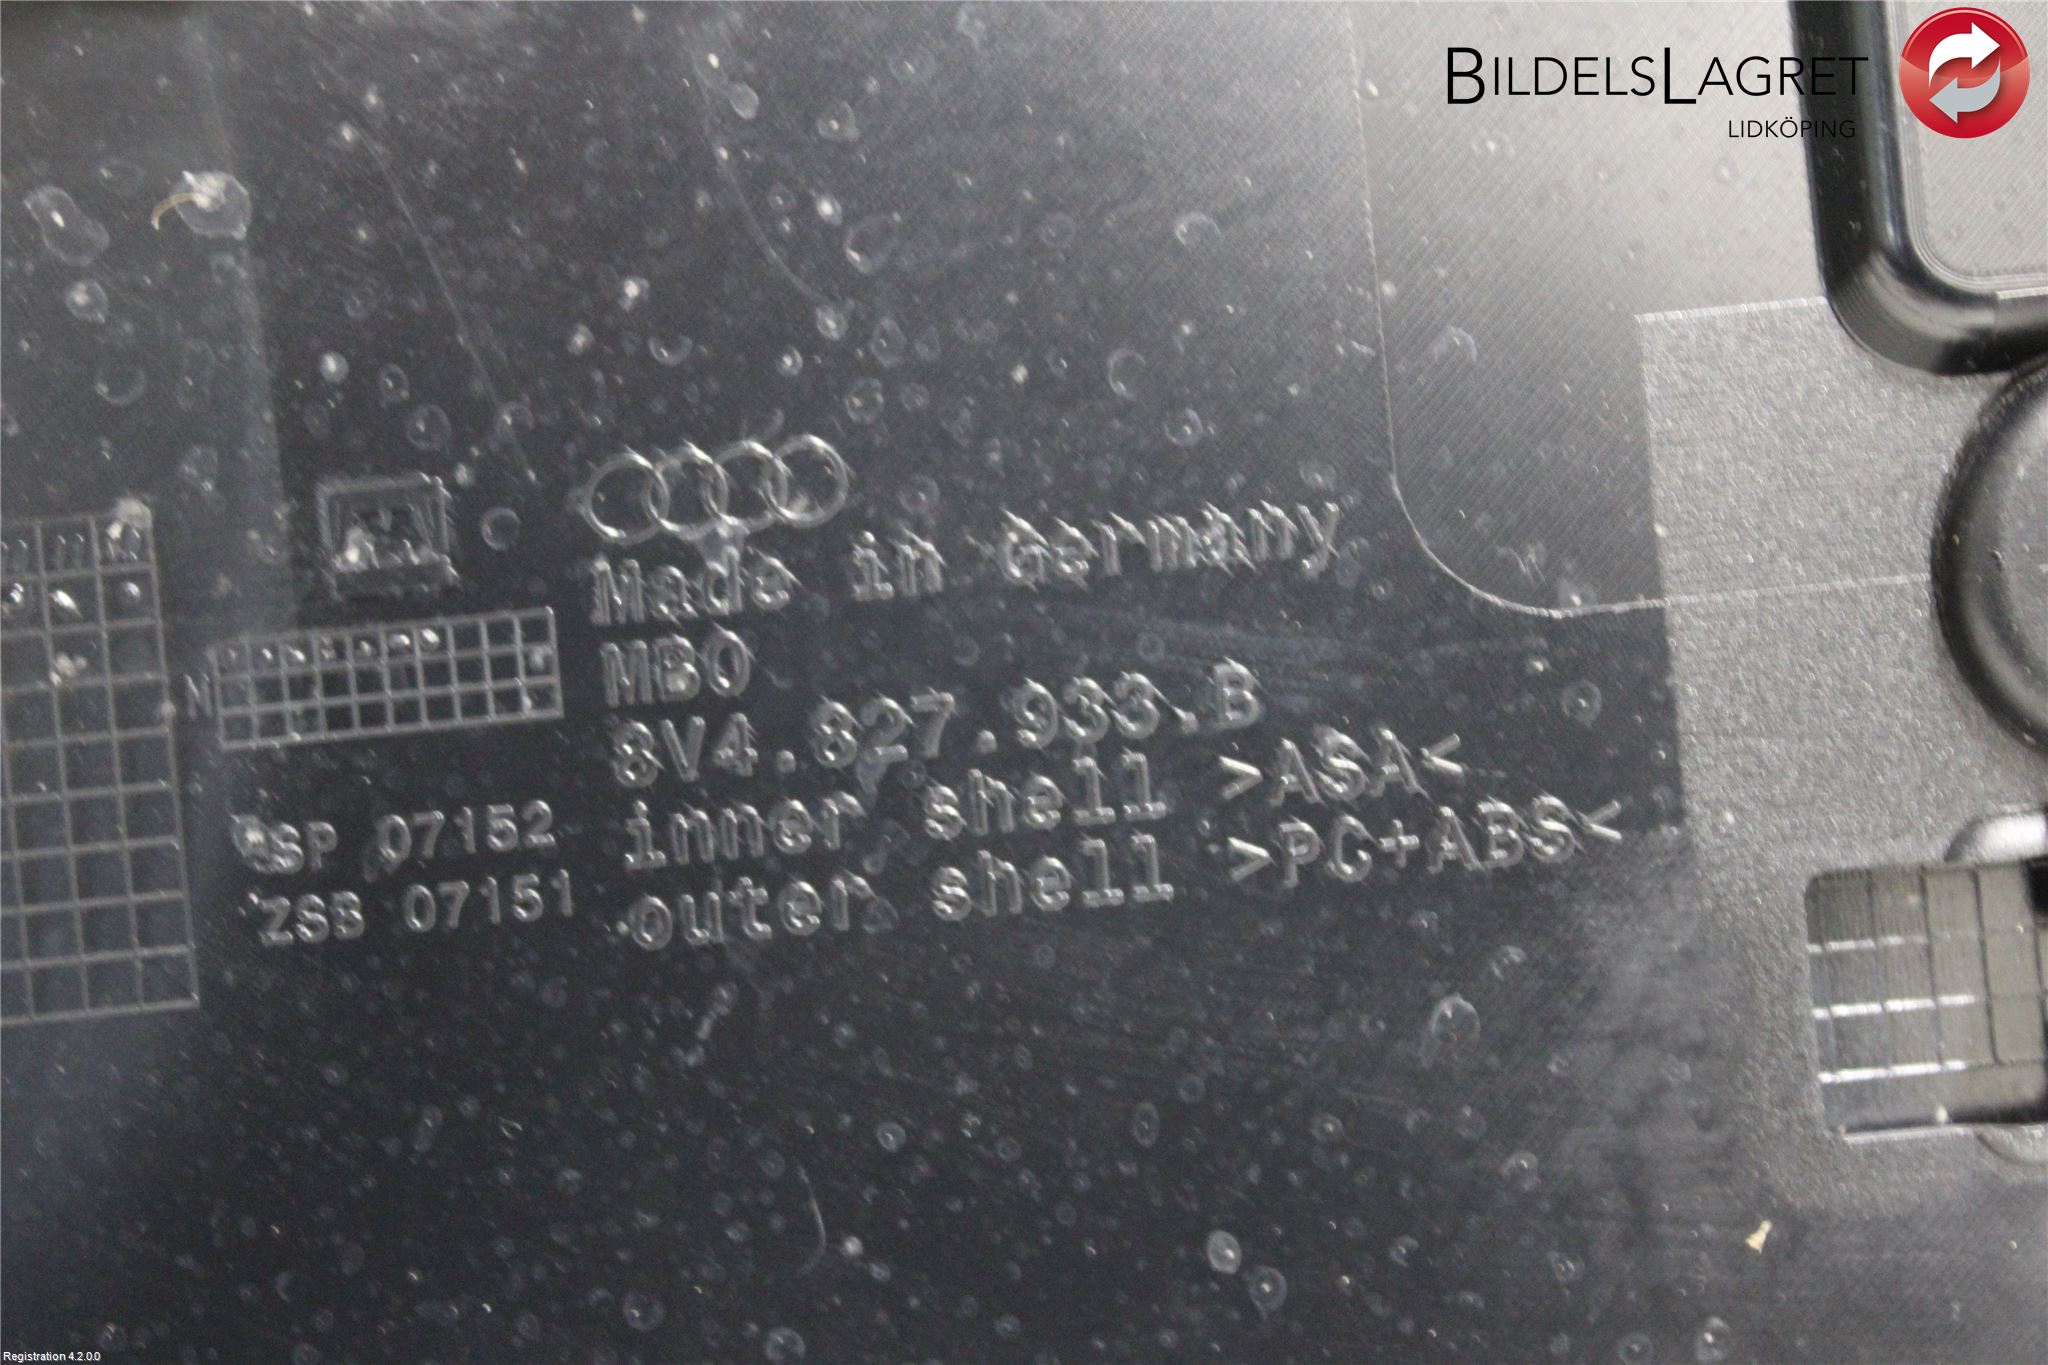 BILDELSLAGRET
LIDKÖPING
Made in Germany
MBO
8V4.827.933.B
inner shell >ASA<
outer shell >PC+ABS<
SP 07152
ZSB 07151
N
Registration 4.2.0.0